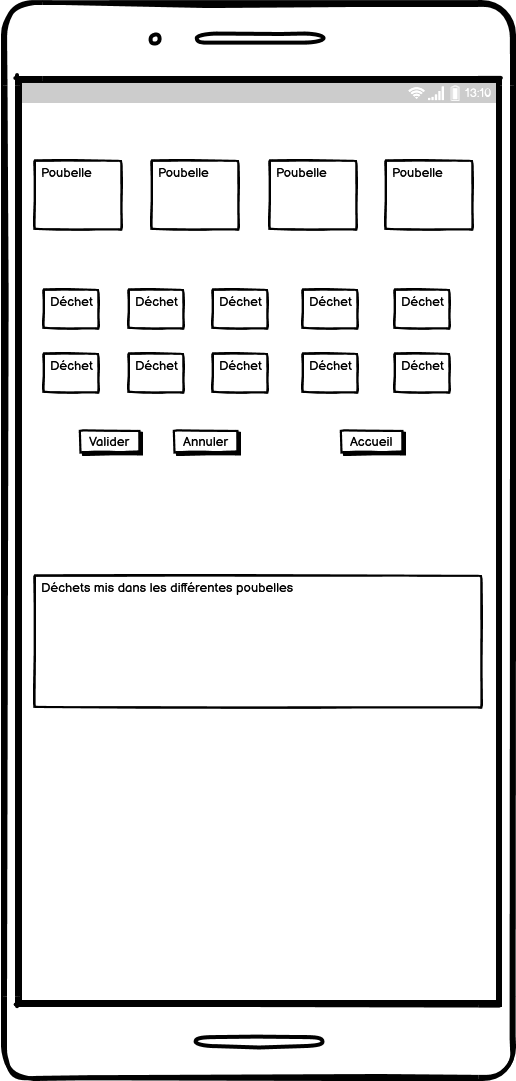 13:10
Poubelle Poubelle Poubelle Poubelle
Déchet Déchet Déchet Déchet Déchet
Déchet Déchet Déchet Déchet Déchet
Valider Annuler Accueil
Déchets mis dans les différentes poubelles